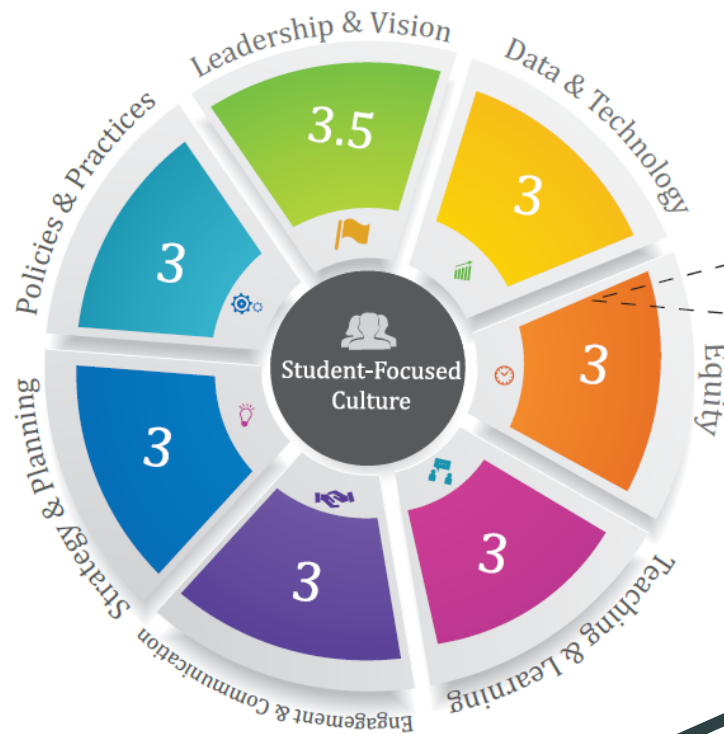 Leadership & Vision
3.5
Data & Technology
3
Equity
3
Teaching & Learning
3
Engagement & Communication
3
Strategy & Planning
3
Policies & Practices
3
Student-Focused
Culture